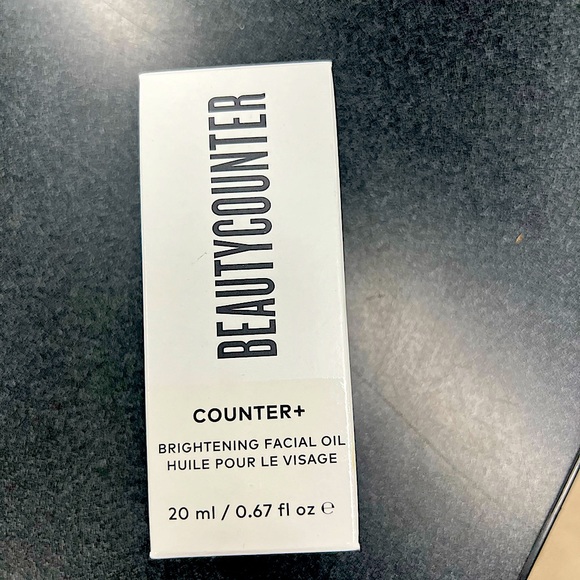 BEAUTYCOUNTER
COUNTER+
BRIGHTENING FACIAL OIL
HUILE POUR LE VISAGE
20 ml / 0.67 fl oz ℮